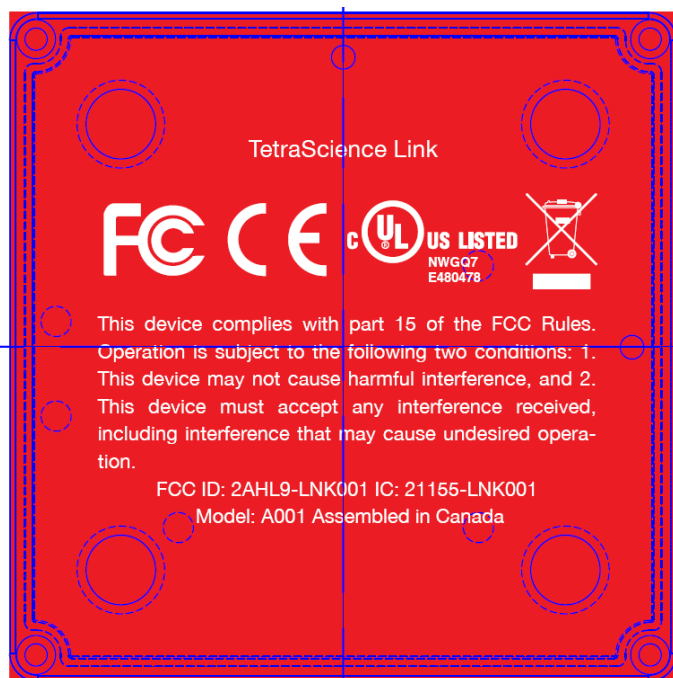 TetraScience Link
FC CE C UL ® US LISTED
NWGQ7
E480478
This device complies with part 15 of the FCC Rules.
Operation is subject to the following two conditions: 1.
This device may not cause harmful interference, and 2.
This device must accept any interference received,
including interference that may cause undesired opera-
tion.
FCC ID: 2AHL9-LNK001 IC: 21155-LNK001
Model: A001 Assembled in Canada